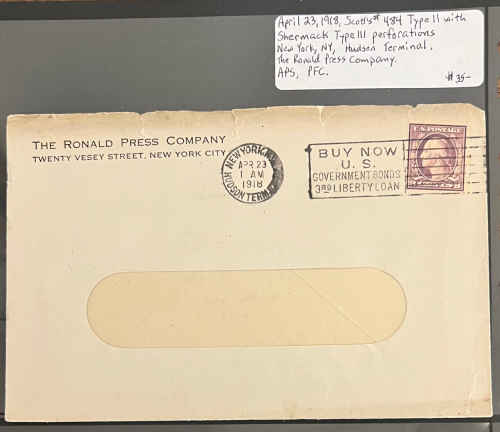 April 23, 1918, Scott's# 484 Type II with
Shermack Type III perforations
New York, NY, Hudson Terminal.
The Ronald Press Company.
APS, PFC.
$35-
THE RONALD PRESS COMPANY
TWENTY VESEY STREET, NEW YORK CITY
NEW YORK, N.Y.
APR 23
1 AM
1918
HUDSON TERM.
BUY NOW
U. S.
GOVERNMENT BONDS
3RD LIBERTY LOAN
U.S. POSTAGE